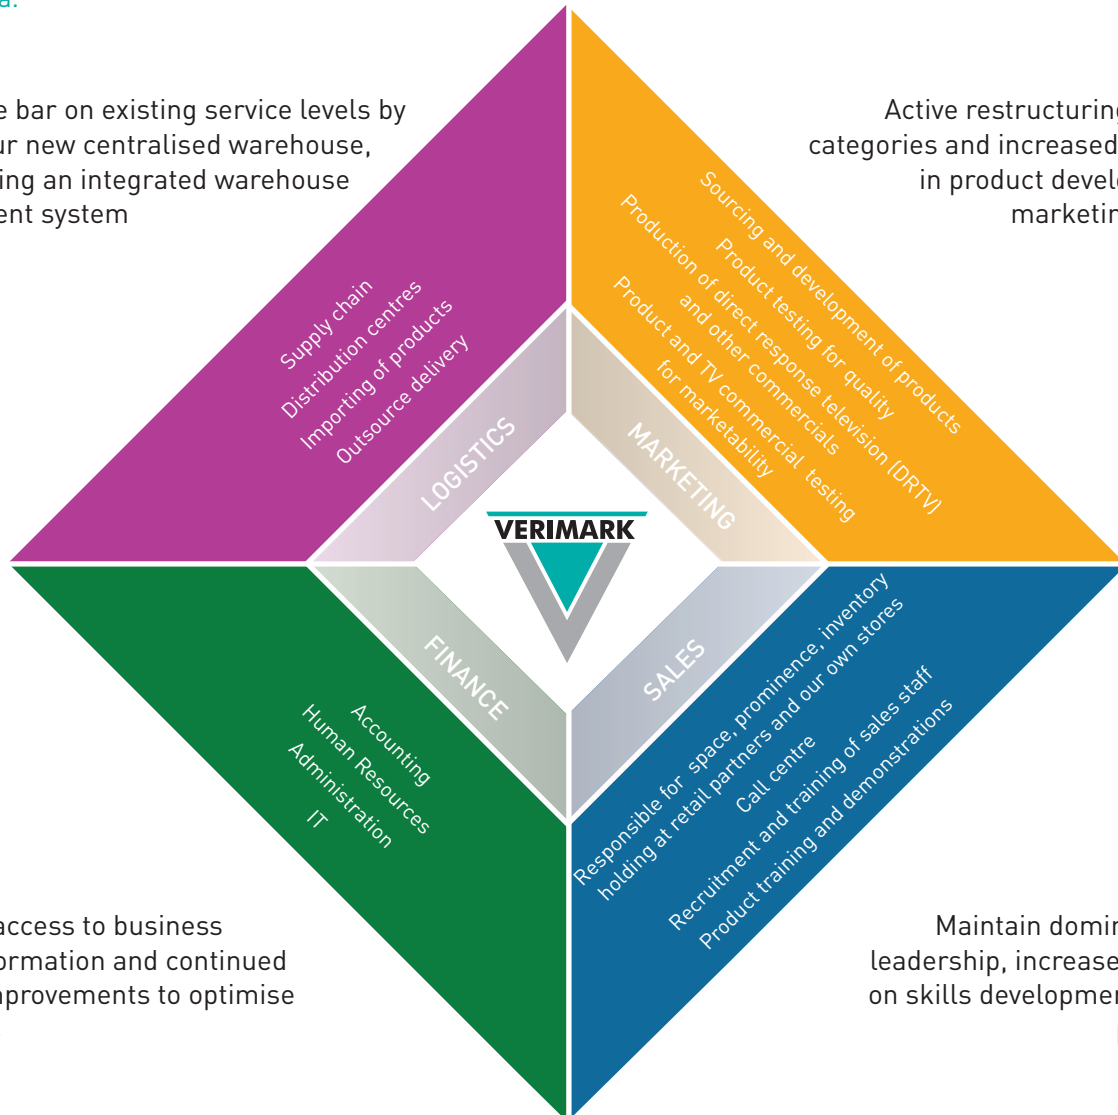 a.
e bar on existing service levels by
ur new centralised warehouse,
ing an integrated warehouse
ent system
Active restructuring
categories and increased
in product develo
marketin
Supply chain
Distribution centres
Importing of products
Outsource delivery
LOGISTICS
Sourcing and development of products
Product testing for quality
Production of direct response television (DRTV)
and other commercials
Product and TV commercial testing
for marketability
MARKETING
VERIMARK
FINANCE
Accounting
Human Resources
Administration
IT
SALES
Responsible for space, prominence, inventory
holding at retail partners and our own stores
Call centre
Recruitment and training of sales staff
Product training and demonstrations
access to business
ormation and continued
provements to optimise
Maintain domin
leadership, increase
on skills developmen